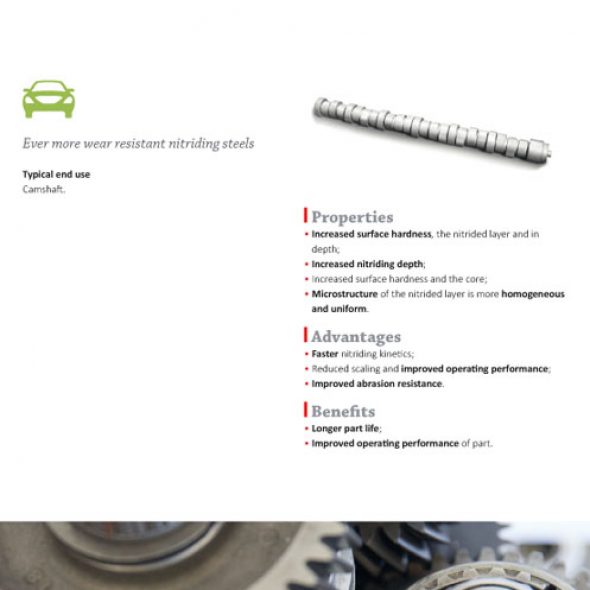 Ever more wear resistant nitriding steels
Typical end use
Camshaft.
Properties
• Increased surface hardness, the nitrided layer and in
depth;
• Increased nitriding depth;
• Increased surface hardness and the core;
• Microstructure of the nitrided layer is more homogeneous
and uniform.
Advantages
• Faster nitriding kinetics;
• Reduced scaling and improved operating performance;
• Improved abrasion resistance.
Benefits
• Longer part life;
• Improved operating performance of part.